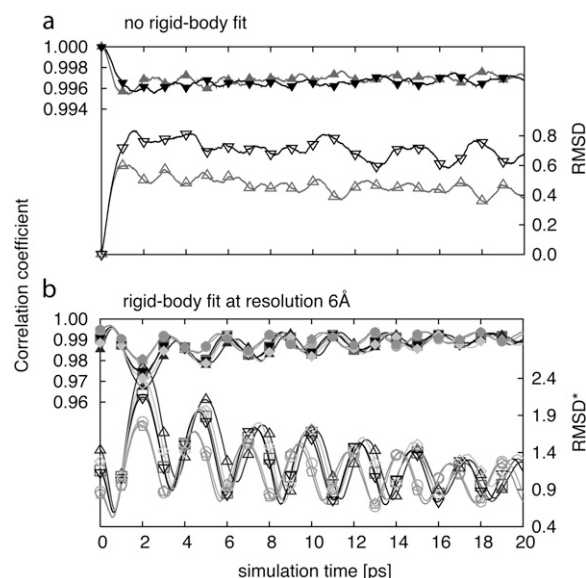 a
no rigid-body fit
1.000
0.998
0.996
0.994
0.8
0.6
0.4
0.2
0.0
RMSD
Correlation coefficient
b
rigid-body fit at resolution 6Å
1.00
0.99
0.98
0.97
0.96
2.4
1.9
1.4
0.9
0.4
RMSD*
0 2 4 6 8 10 12 14 16 18 20
simulation time [ps]